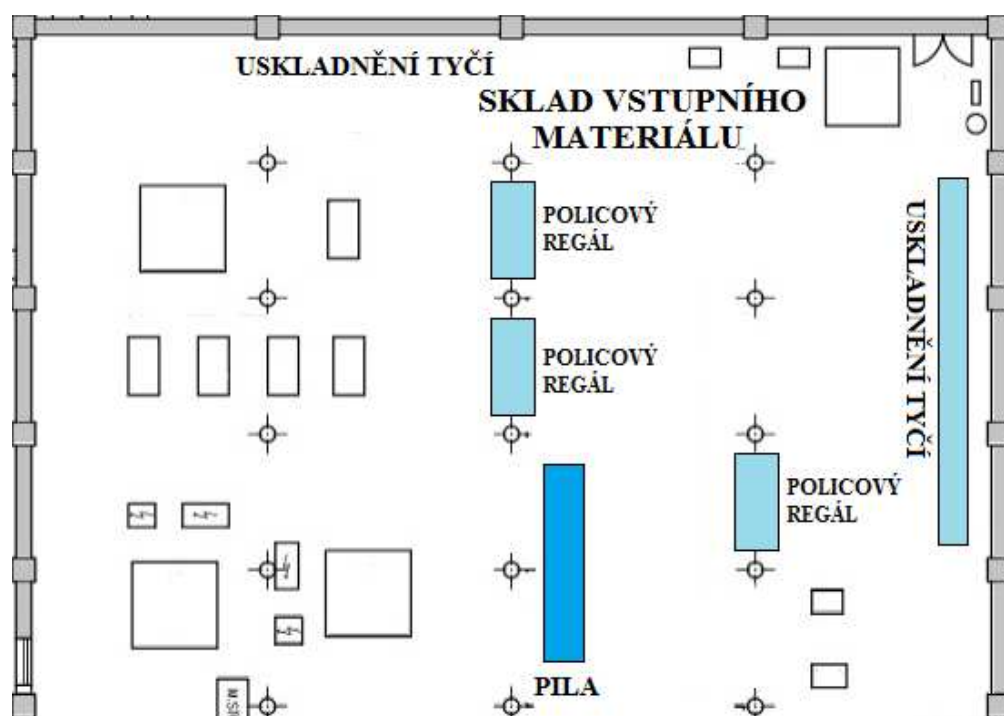 USKLADNĚNÍ TYČÍ
SKLAD VSTUPNÍHO
MATERIÁLU
POLICOVÝ
REGÁL
USKLADNĚNÍ TYČÍ
POLICOVÝ
REGÁL
POLICOVÝ
REGÁL
PILA